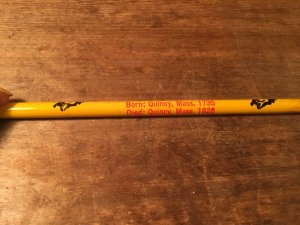 Born: Quincy, Mass. 1735
Died: Quincy, Mass. 1826